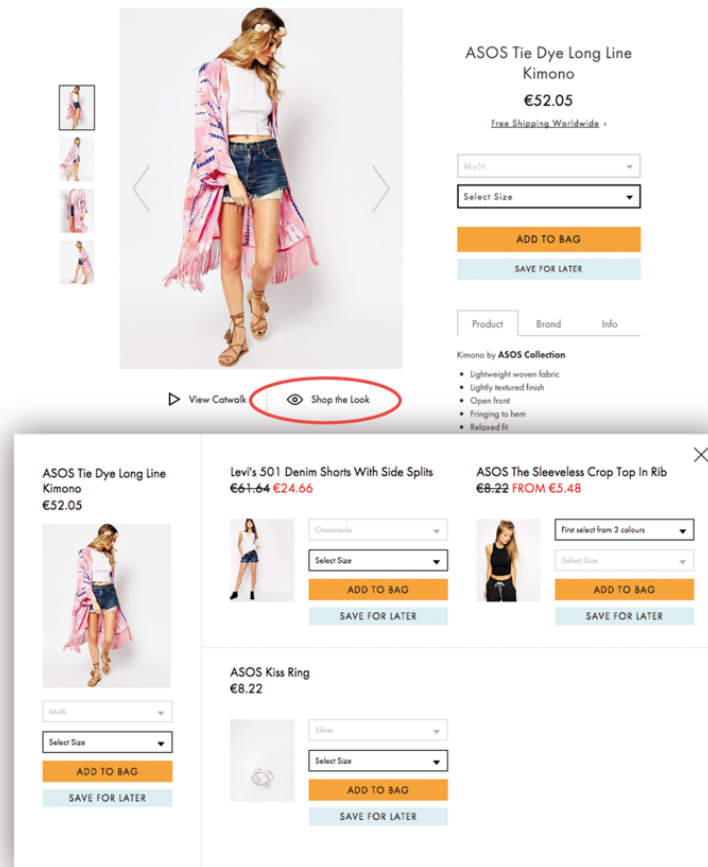 ASOS Tie Dye Long Line
Kimono
€52.05
Free Shipping Worldwide
Multi
Select Size
ADD TO BAG
SAVE FOR LATER
Product Brand Info
Kimono by ASOS Collection
Lightweight woven fabric
Lightly textured finish
Open front
Fringing to hem
Relaxed fit
View Catwalk
Shop the Look
ASOS Tie Dye Long Line
Kimono
€52.05
Multi
Select Size
ADD TO BAG
SAVE FOR LATER
Levi's 501 Denim Shorts With Side Splits
€61.64 €24.66
Oceanside
Select Size
ADD TO BAG
SAVE FOR LATER
ASOS The Sleeveless Crop Top In Rib
€8.22 FROM €5.48
First select from 3 colours
Select Size
ADD TO BAG
SAVE FOR LATER
ASOS Kiss Ring
€8.22
Silver
Select Size
ADD TO BAG
SAVE FOR LATER